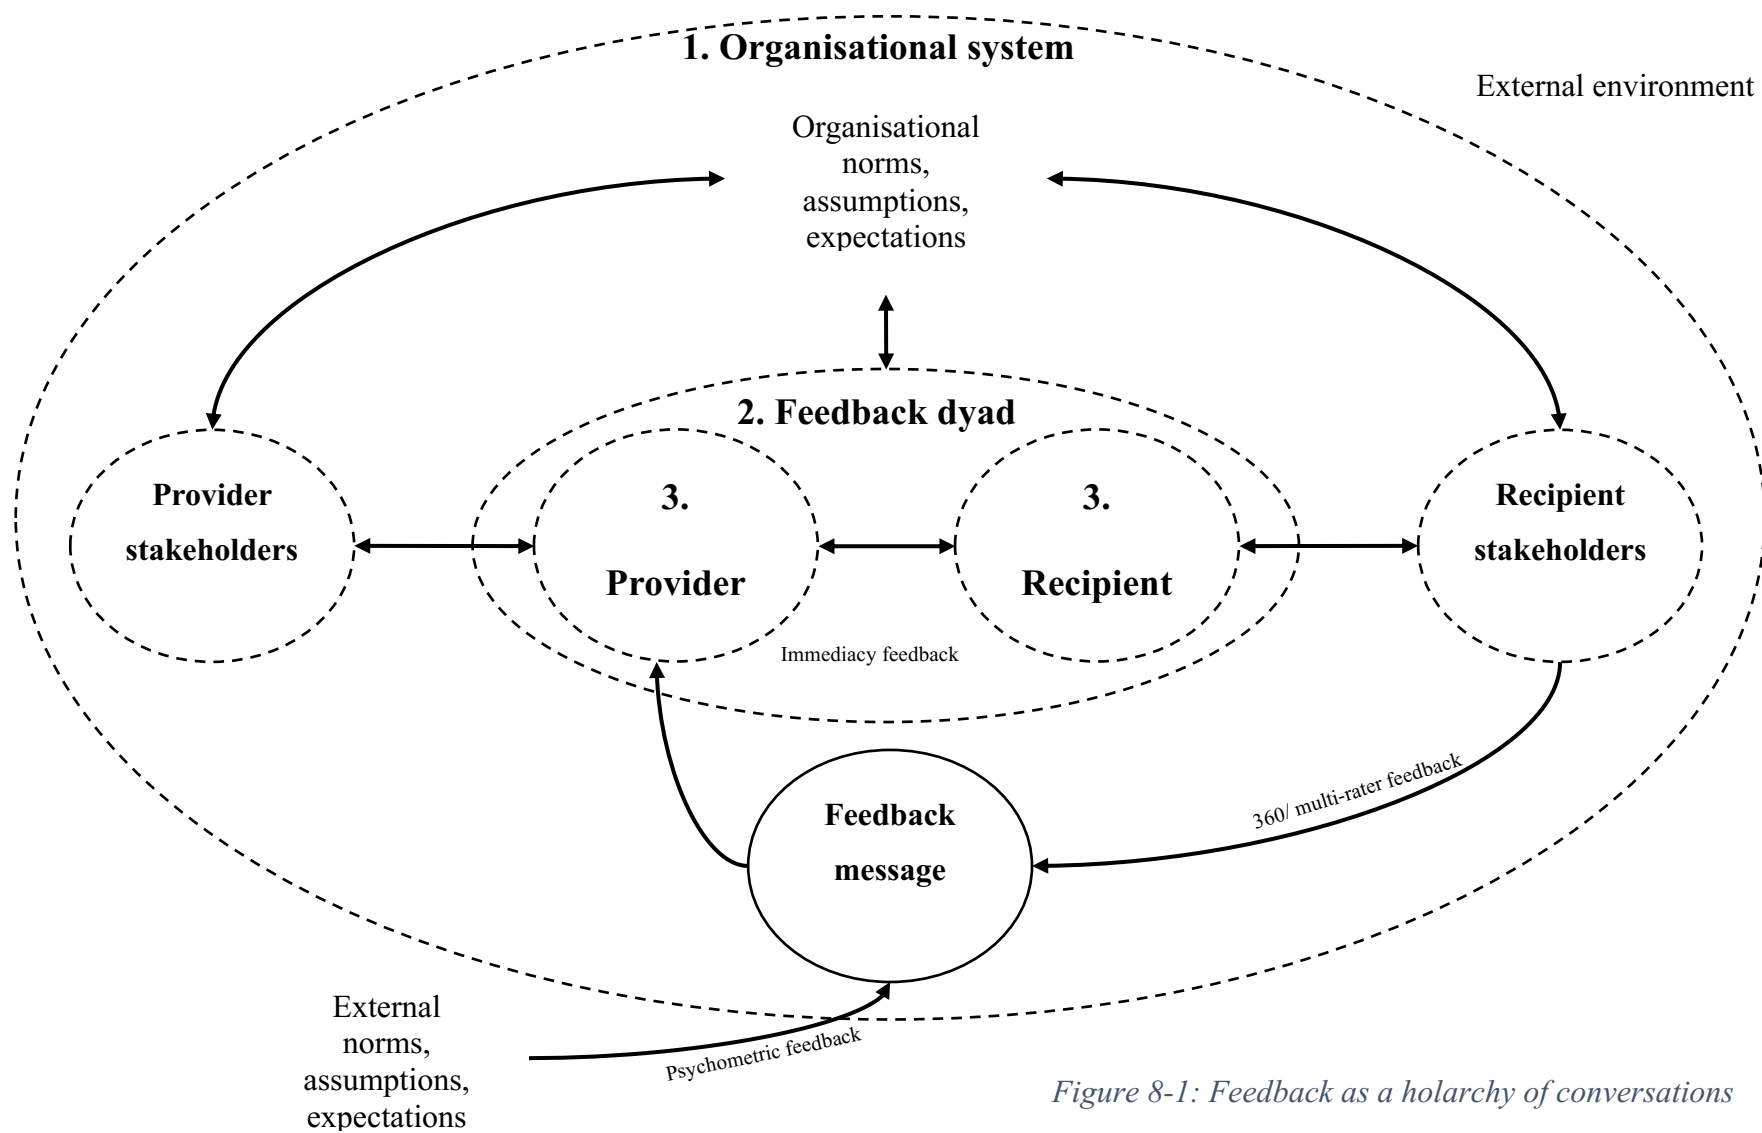 1. Organisational system
External environment
Organisational
norms,
assumptions,
expectations
2. Feedback dyad
Provider
stakeholders
3.
Provider
3.
Recipient
Recipient
stakeholders
Immediacy feedback
Feedback
message
360/ multi-rater feedback
External
norms,
assumptions,
expectations
Psychometric feedback
Figure 8-1: Feedback as a holarchy of conversations